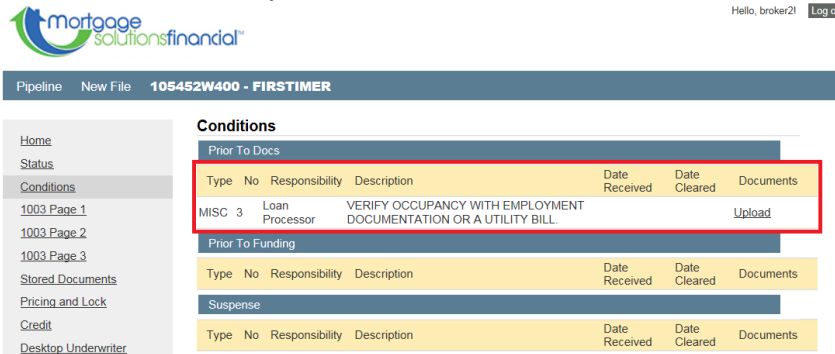 mortgage
solutionsfinancial™
Hello, broker2!
Pipeline New File 105452W400 - FIRSTIMER
Home
Status
Conditions
1003 Page 1
1003 Page 2
1003 Page 3
Stored Documents
Pricing and Lock
Credit
Desktop Underwriter
Conditions
Prior To Docs
Type No Responsibility Description Date Received Date Cleared Documents
MISC 3 Loan Processor VERIFY OCCUPANCY WITH EMPLOYMENT
DOCUMENTATION OR A UTILITY BILL. Upload
Prior To Funding
Type No Responsibility Description Date Received Date Cleared Documents
Suspense
Type No Responsibility Description Date Received Date Cleared Documents